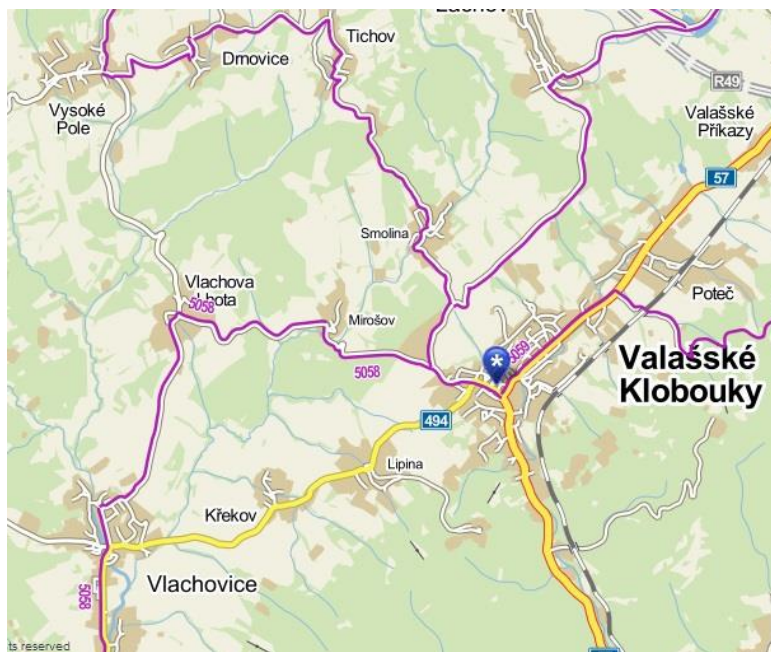 Tichov
Drnovice
Vysoké
Pole
R49
Valašské
Příkazy
57
Smolina
Vlachova
Lhota
5058
Mirošov
Poteč
5059
5058
Valašské
Klobouky
494
Lipina
Křekov
Vlachovice
5058
ts reserved